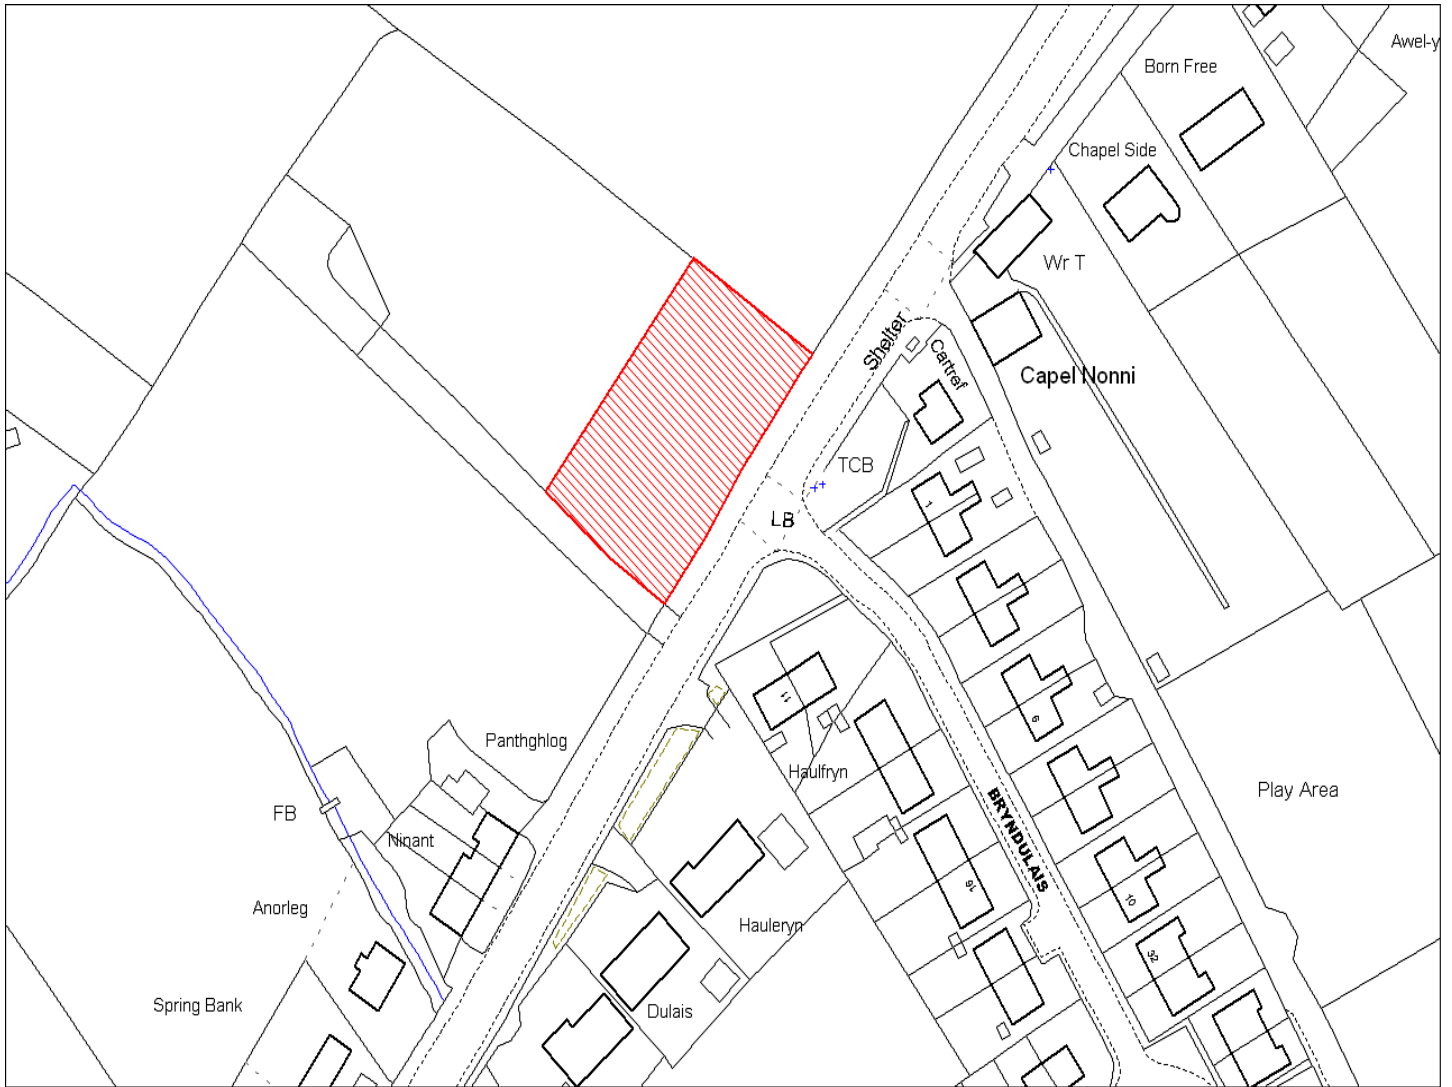 Awel-y
Born Free
Chapel Side
Wr T
Shelter
Cartref
Capel Nonni
TCB
LB
1
11
6
Panthghlog
Haulfryn
Play Area
FB
BRYNDULAIS
Ninant
16
10
Anorleg
Hauleryn
32
Spring Bank
Dulais